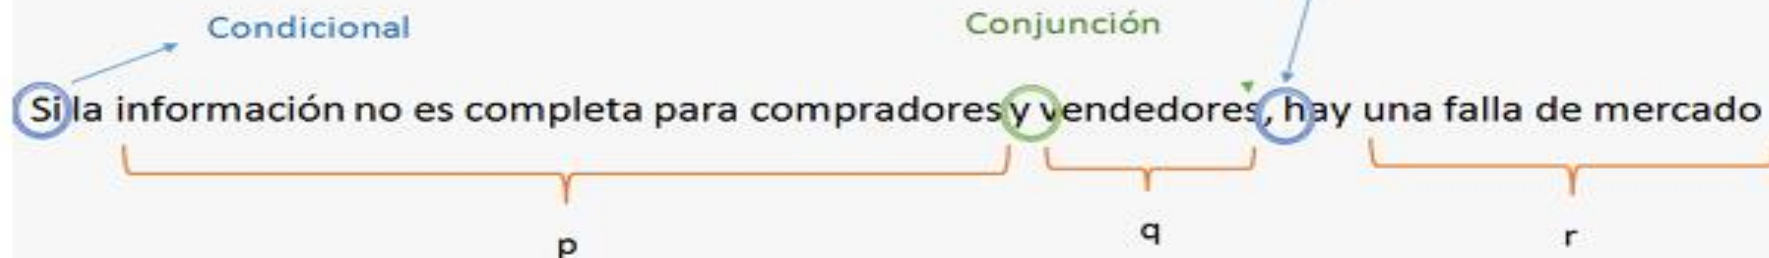 Condicional
Conjunción
Si la información no es completa para compradores y vendedores, hay una falla de mercado
p
q
r